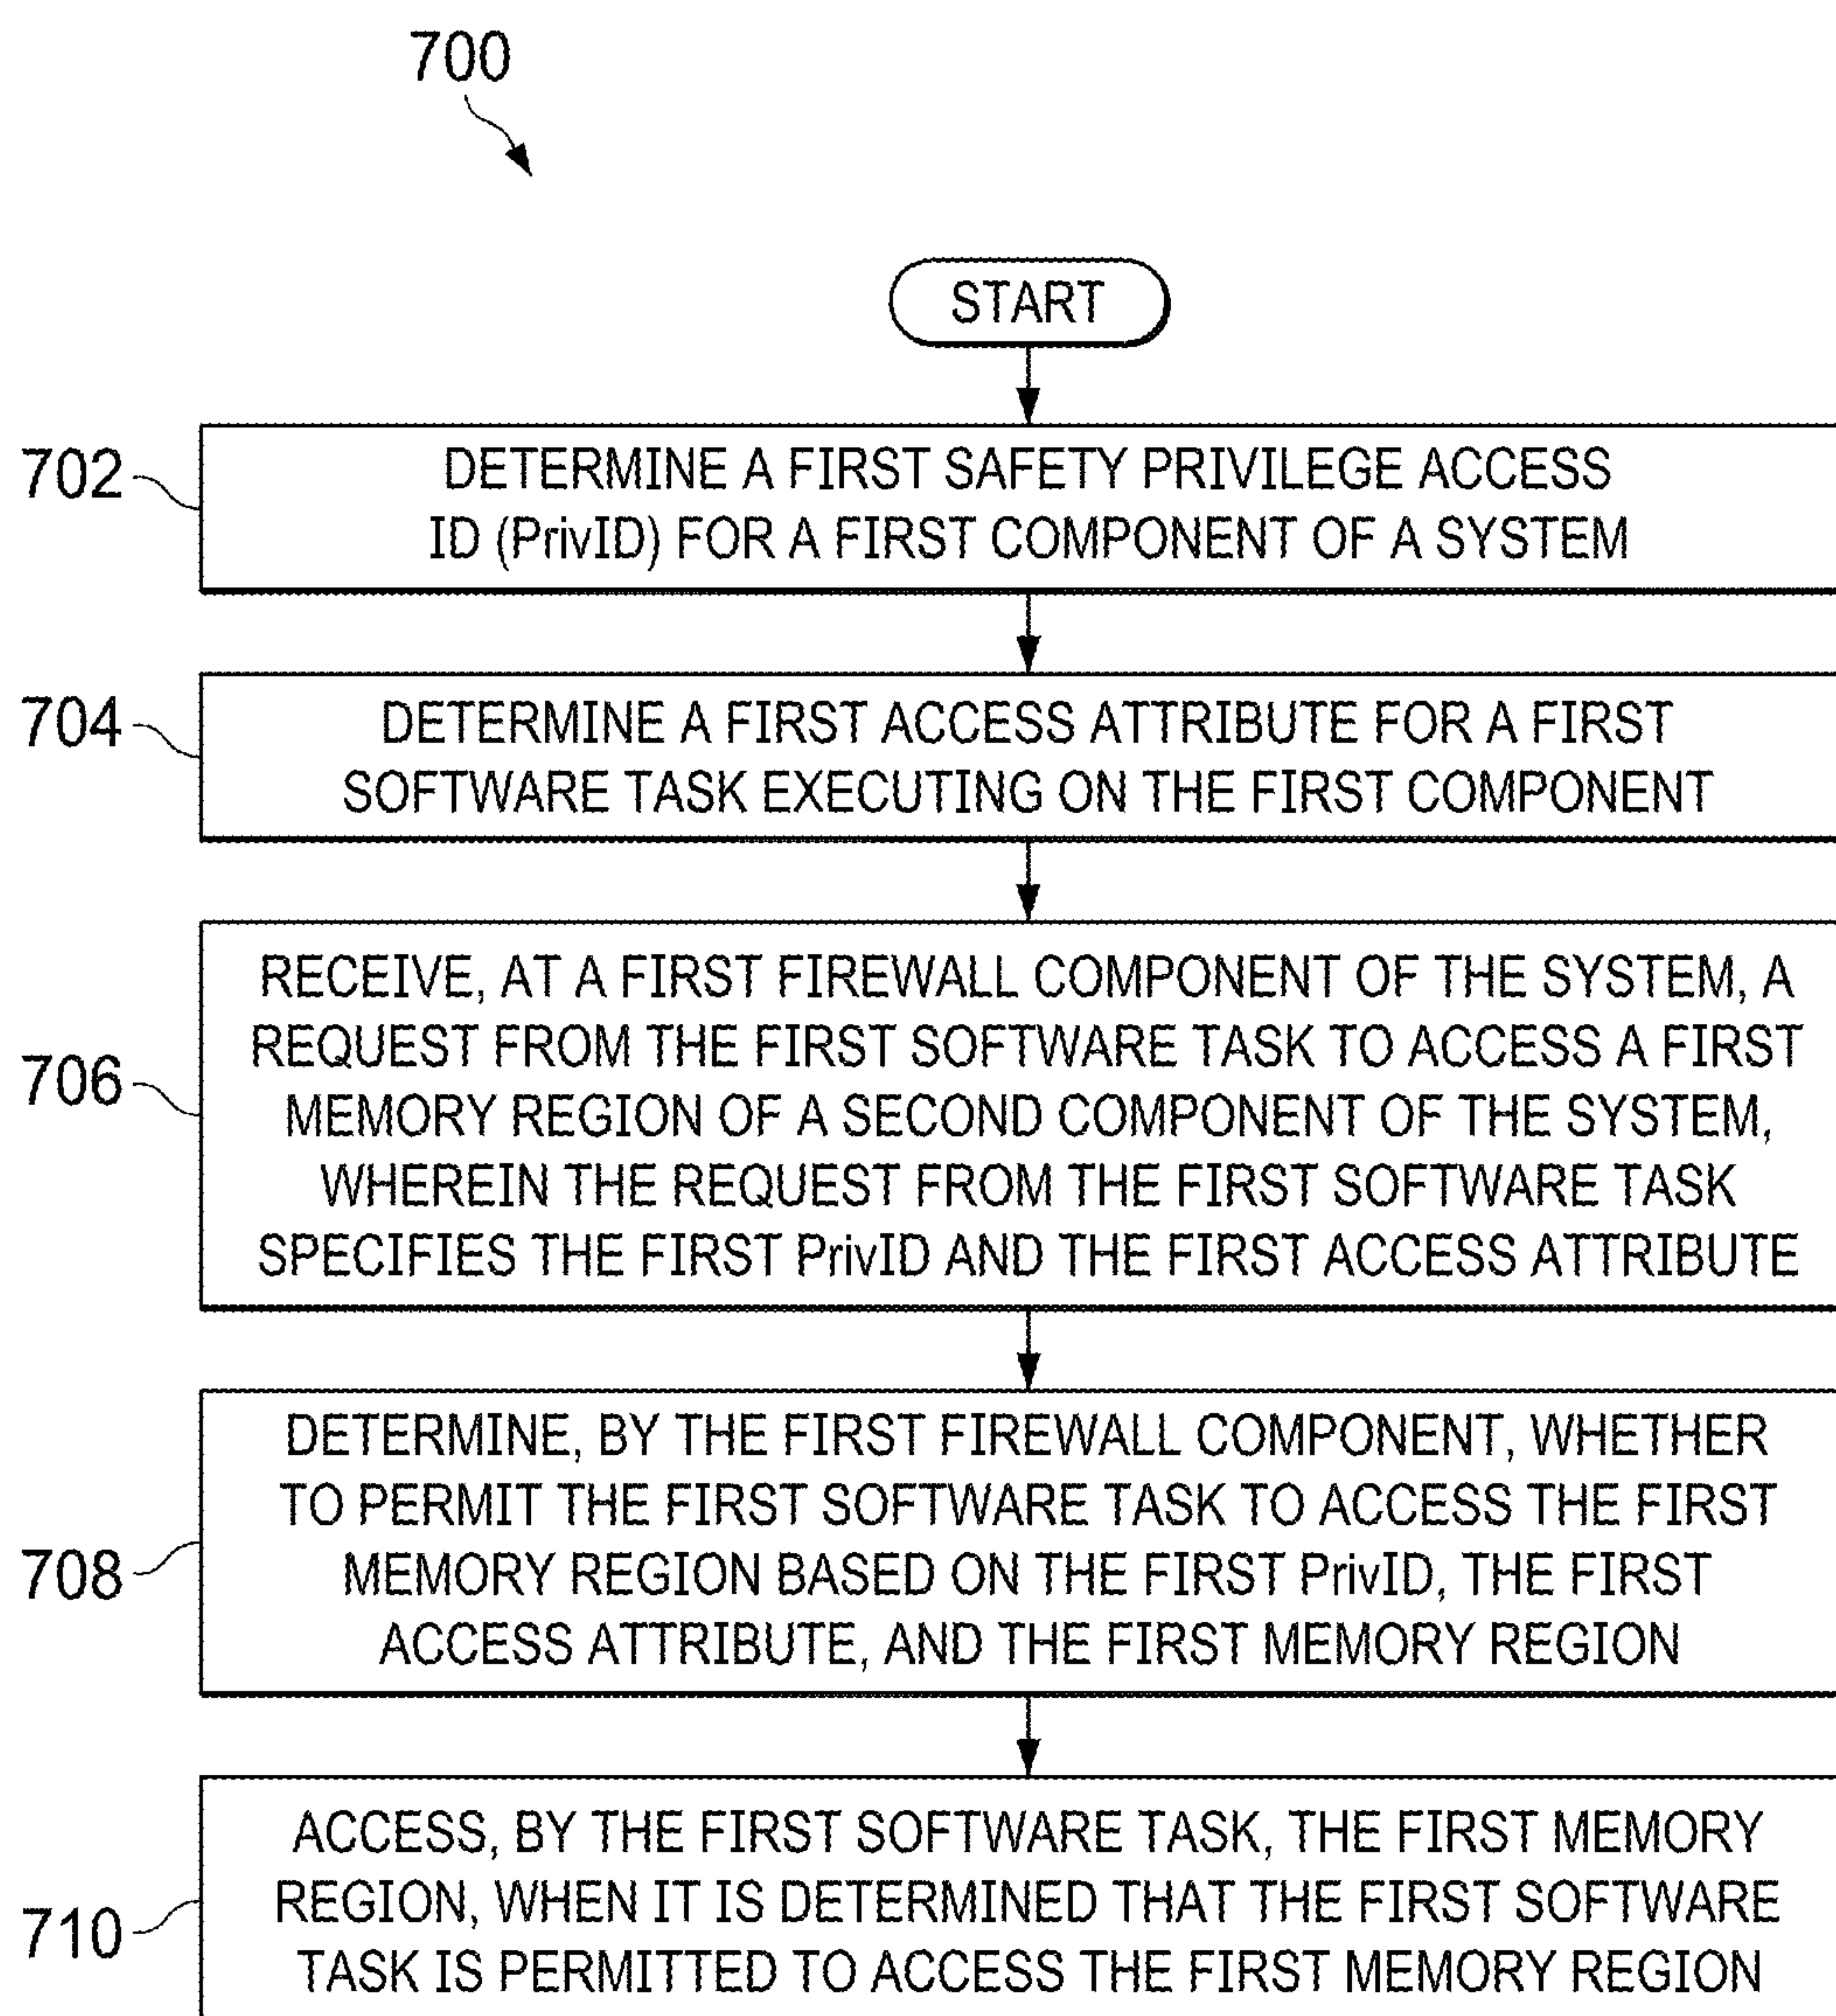 700
START
702
DETERMINE A FIRST SAFETY PRIVILEGE ACCESS
ID (PrivID) FOR A FIRST COMPONENT OF A SYSTEM
704
DETERMINE A FIRST ACCESS ATTRIBUTE FOR A FIRST
SOFTWARE TASK EXECUTING ON THE FIRST COMPONENT
706
RECEIVE, AT A FIRST FIREWALL COMPONENT OF THE SYSTEM, A
REQUEST FROM THE FIRST SOFTWARE TASK TO ACCESS A FIRST
MEMORY REGION OF A SECOND COMPONENT OF THE SYSTEM,
WHEREIN THE REQUEST FROM THE FIRST SOFTWARE TASK
SPECIFIES THE FIRST PrivID AND THE FIRST ACCESS ATTRIBUTE
708
DETERMINE, BY THE FIRST FIREWALL COMPONENT, WHETHER
TO PERMIT THE FIRST SOFTWARE TASK TO ACCESS THE FIRST
MEMORY REGION BASED ON THE FIRST PrivID, THE FIRST
ACCESS ATTRIBUTE, AND THE FIRST MEMORY REGION
710
ACCESS, BY THE FIRST SOFTWARE TASK, THE FIRST MEMORY
REGION, WHEN IT IS DETERMINED THAT THE FIRST SOFTWARE
TASK IS PERMITTED TO ACCESS THE FIRST MEMORY REGION